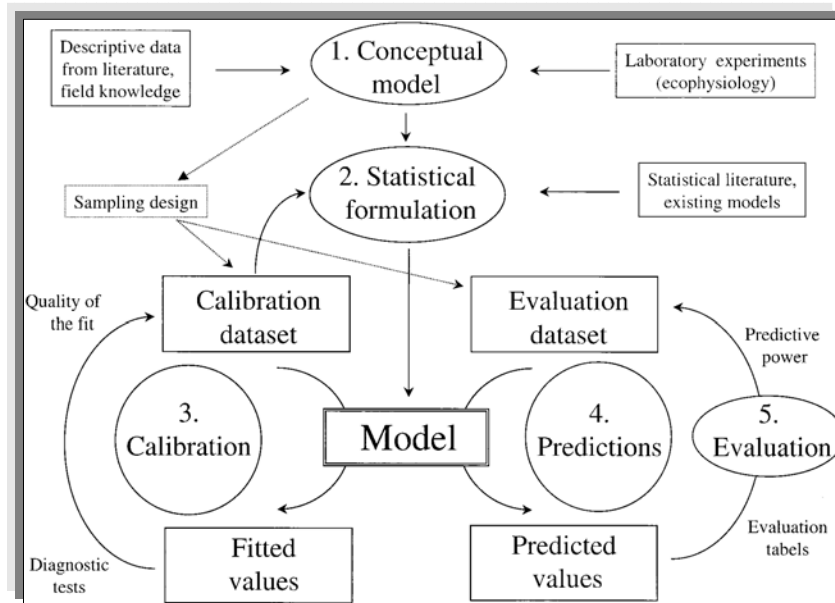 Descriptive data
from literature,
field knowledge
1. Conceptual
model
Laboratory experiments
(ecophysiology)
Sampling design
2. Statistical
formulation
Statistical literature,
existing models
Quality of
the fit
Calibration
dataset
Evaluation
dataset
Predictive
power
3.
Calibration
Model
4.
Predictions
5.
Evaluation
Diagnostic
tests
Fitted
values
Predicted
values
Evaluation
tabels